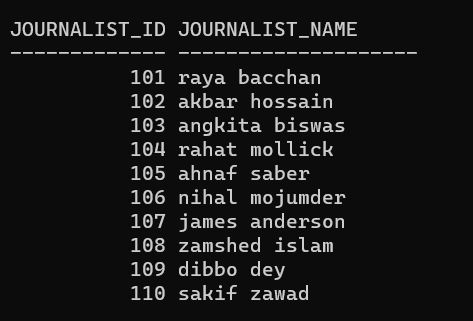 JOURNALIST_ID JOURNALIST_NAME
------------- --------------------
101 raya bacchan
102 akbar hossain
103 angkita biswas
104 rahat mollick
105 ahnaf saber
106 nihal mojumder
107 james anderson
108 zamshed islam
109 dibbo dey
110 sakif zawad